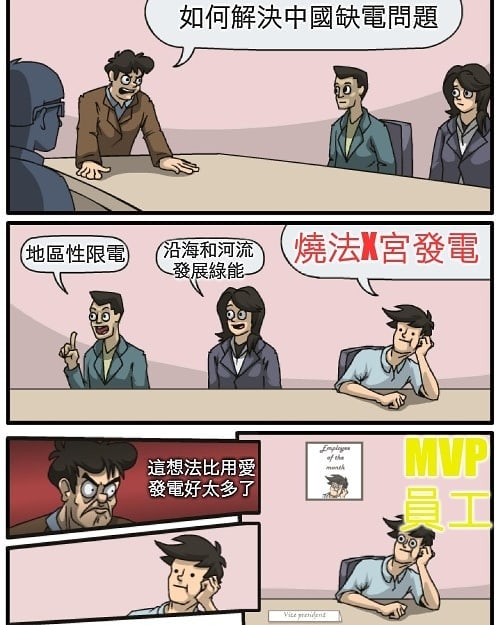 如何解決中國缺電問題
地區性限電
沿海和河流
發展綠能
燒法X宮發電
這想法比用愛
發電好太多了
Employee
of the
month
MVP
員工
Vice president